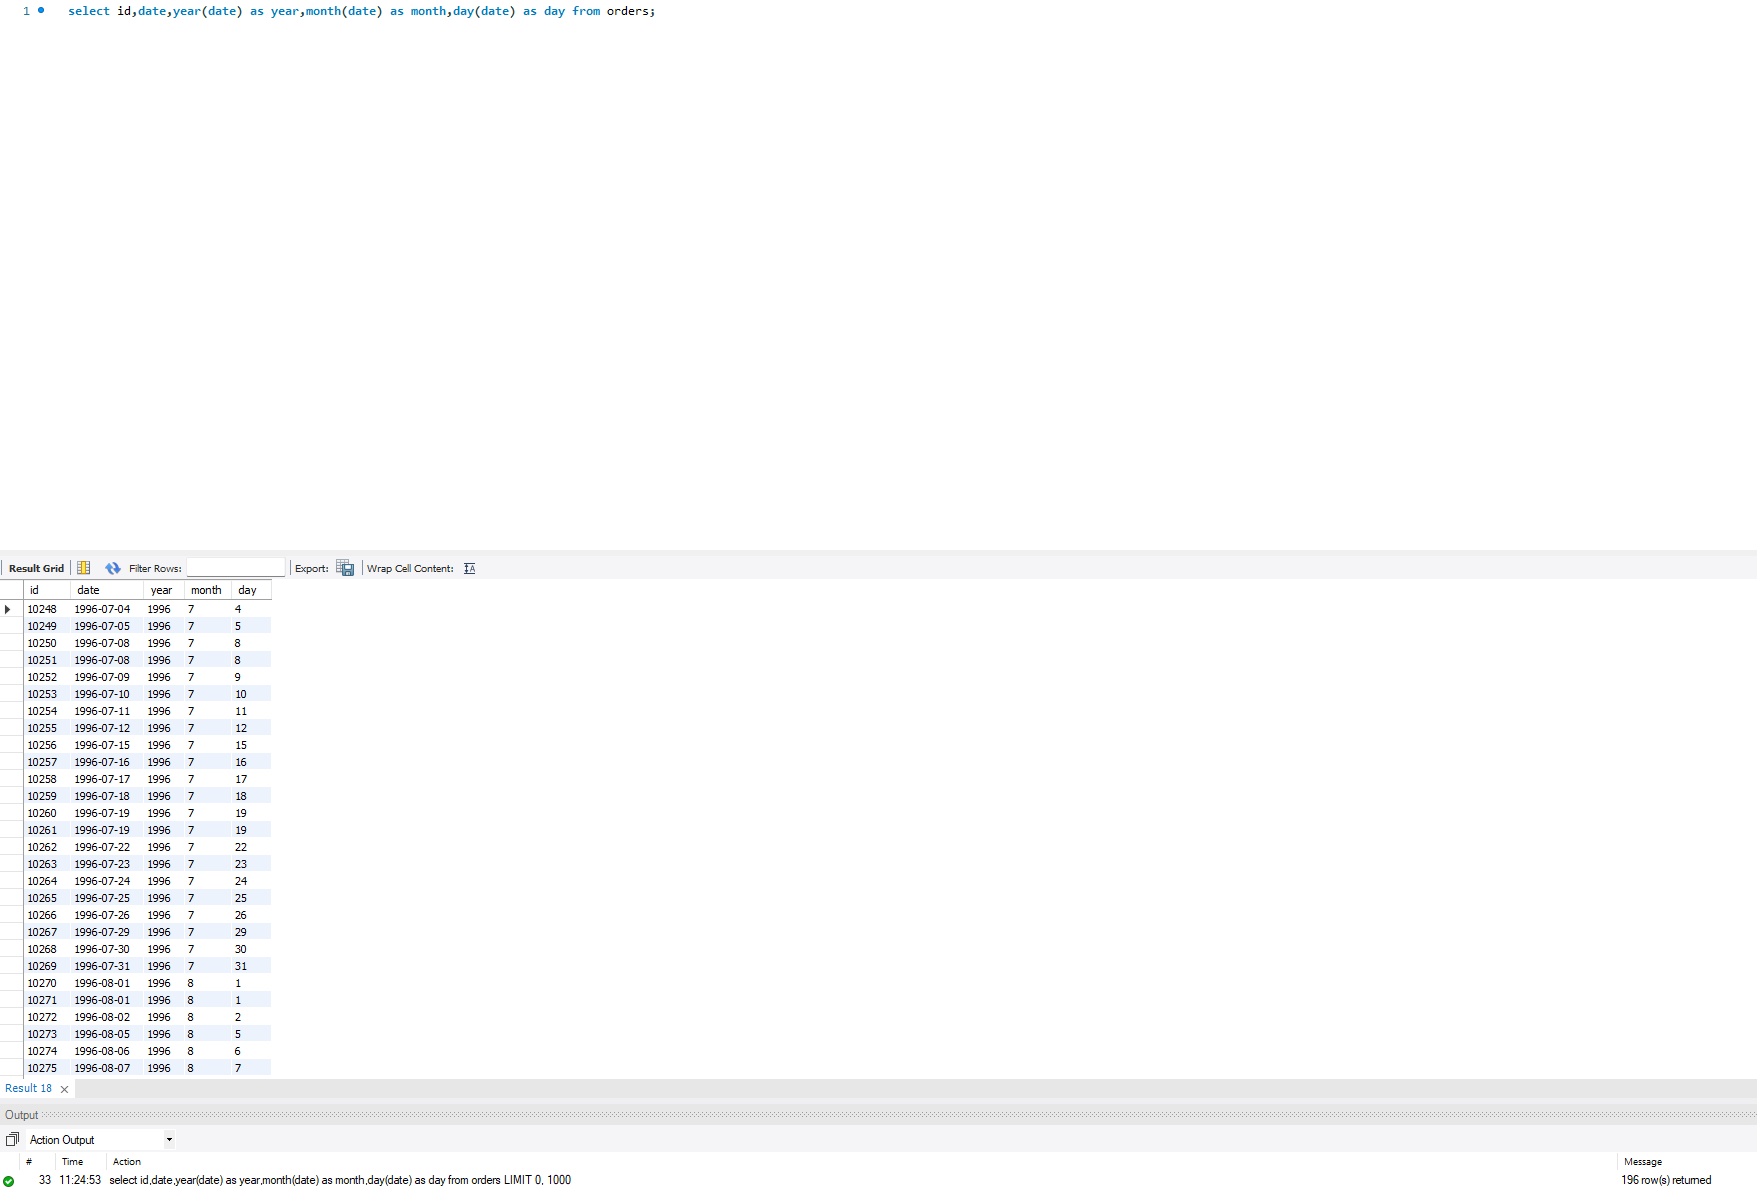 1 select id,date,year(date) as year,month(date) as month,day(date) as day from orders;
Result Grid Filter Rows: Export: Wrap Cell Content: IA
id date year month day
10248 1996-07-04 1996 7 4
10249 1996-07-05 1996 7 5
10250 1996-07-08 1996 7 8
10251 1996-07-08 1996 7 8
10252 1996-07-09 1996 7 9
10253 1996-07-10 1996 7 10
10254 1996-07-11 1996 7 11
10255 1996-07-12 1996 7 12
10256 1996-07-15 1996 7 15
10257 1996-07-16 1996 7 16
10258 1996-07-17 1996 7 17
10259 1996-07-18 1996 7 18
10260 1996-07-19 1996 7 19
10261 1996-07-19 1996 7 19
10262 1996-07-22 1996 7 22
10263 1996-07-23 1996 7 23
10264 1996-07-24 1996 7 24
10265 1996-07-25 1996 7 25
10266 1996-07-26 1996 7 26
10267 1996-07-29 1996 7 29
10268 1996-07-30 1996 7 30
10269 1996-07-31 1996 7 31
10270 1996-08-01 1996 8 1
10271 1996-08-01 1996 8 1
10272 1996-08-02 1996 8 2
10273 1996-08-05 1996 8 5
10274 1996-08-06 1996 8 6
10275 1996-08-07 1996 8 7
Result 18
Output
Action Output
# Time Action Message
33 11:24:53 select id,date,year(date) as year,month(date) as month,day(date) as day from orders LIMIT 0, 1000 196 row(s) returned